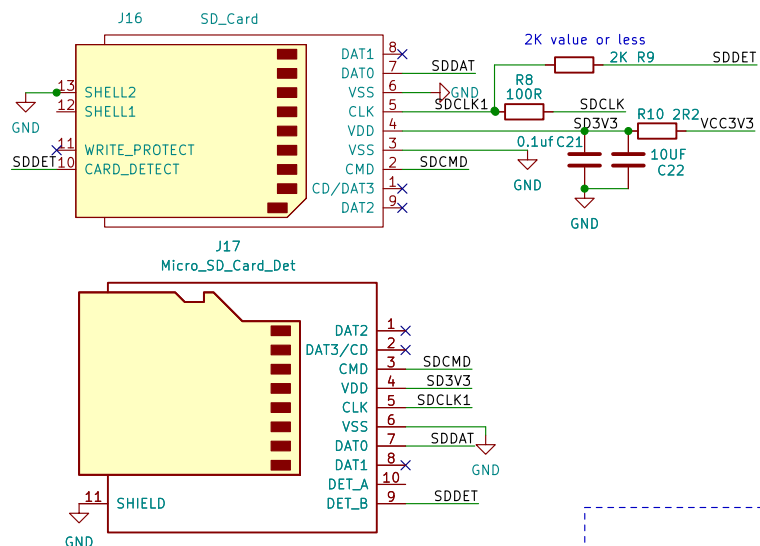 J16 SD_Card
2K value or less
DAT1 8
2K R9 SDDET
DAT0 7 SDDAT
13 SHELL2
VSS 6 GND
R8
100R
12 SHELL1
CLK 5 SDCLK1 SDCLK
GND
R10 2R2
VDD 4 SD3V3 VCC3V3
11 WRITE_PROTECT
VSS 3
0.1uf C21 10UF
C22
SDDET 10 CARD_DETECT
CMD 2 SDCMD
GND
CD/DAT3 1
DAT2 9
GND
J17
Micro_SD_Card_Det
DAT2 1
DAT3/CD 2
CMD 3 SDCMD
VDD 4 SD3V3
CLK 5 SDCLK1
VSS 6
DAT0 7 SDDAT
GND
DAT1 8
DET_A 10
11 SHIELD
DET_B 9 SDDET
GND